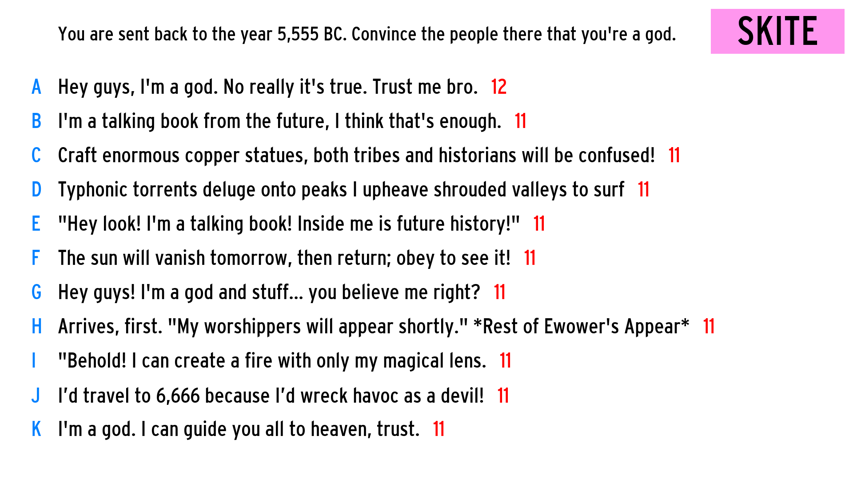 You are sent back to the year 5,555 BC. Convince the people there that you're a god.
SKITE
A Hey guys, I'm a god. No really it's true. Trust me bro. 12
B I'm a talking book from the future, I think that's enough. 11
C Craft enormous copper statues, both tribes and historians will be confused! 11
D Typhonic torrents deluge onto peaks I upheave shrouded valleys to surf 11
E "Hey look! I'm a talking book! Inside me is future history!" 11
F The sun will vanish tomorrow, then return; obey to see it! 11
G Hey guys! I'm a god and stuff... you believe me right? 11
H Arrives, first. "My worshippers will appear shortly." *Rest of Ewower's Appear* 11
I "Behold! I can create a fire with only my magical lens. 11
J I’d travel to 6,666 because I’d wreck havoc as a devil! 11
K I'm a god. I can guide you all to heaven, trust. 11